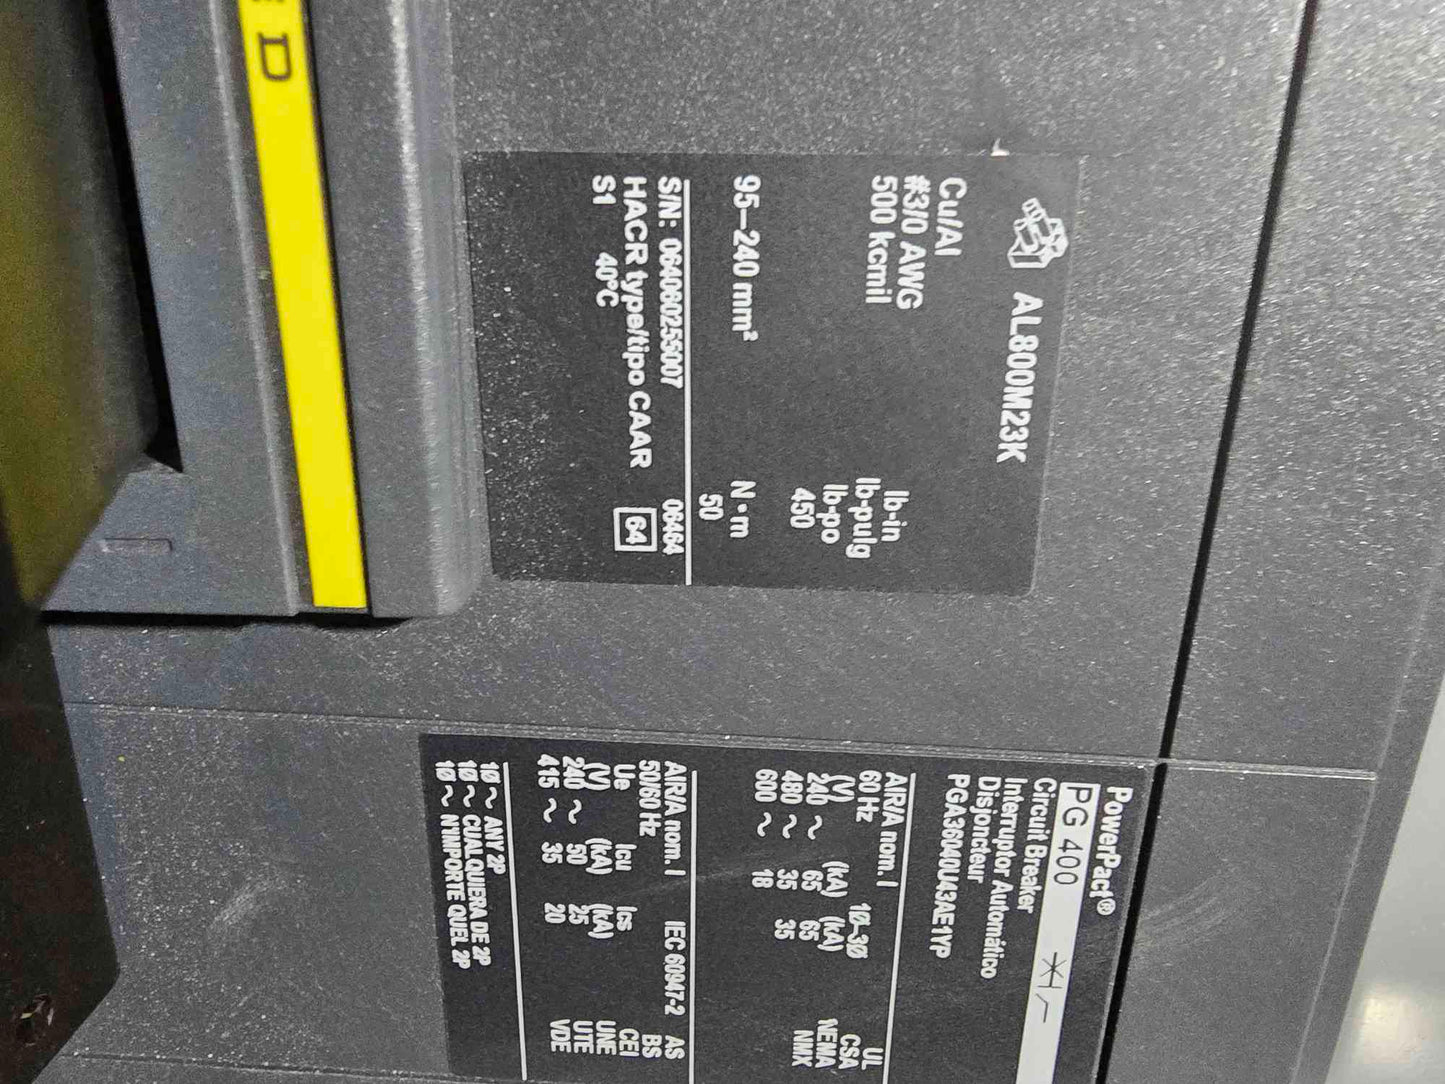 E D
AL800M23K
Cu/Al
#3/0 AWG
500 kcmil
lb-in
lb-pulg
lb-po
450
95–240 mm²
N•m
50
S/N: 06408025S007 06464
HACR type/tipo CAAR 64
S1 40°C
PowerPact®
PG 400
Circuit Breaker
Interruptor Automático
Disjoncteur
PGA36040U43AE1YP
AIR/A nom. I 1Ø–3Ø UL
60 Hz CSA
(V) (kA) (kA) NEMA
240 ~ 65 65 NMX
480 ~ 35 35
600 ~ 18
AIR/A nom. I IEC 60947-2 AS
50/60 Hz BS
Ue Icu Ics CEI
(V) (kA) (kA) UNE
240 ~ 50 25 UTE
415 ~ 35 20 VDE
1Ø ~ ANY 2P
1Ø ~ CUALQUIERA DE 2P
1Ø ~ N'IMPORTE QUEL 2P